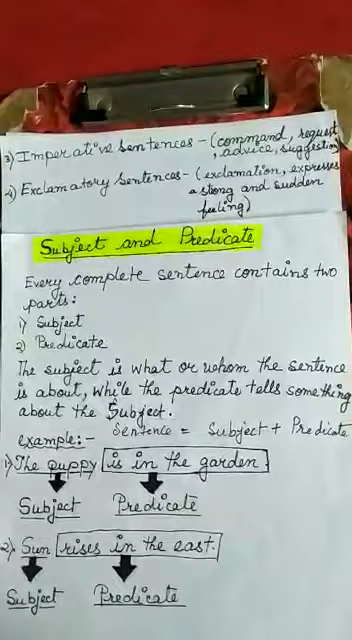 3) Imperative sentences - (command, request
, advice, suggestion
4) Exclamatory sentences - (exclamation, expresses
a strong and sudden
feeling)
Subject and Predicate
Every complete sentence contains two
parts:
1) Subject
2) Predicate
The subject is what or whom the sentence
is about, while the predicate tells something
about the Subject.
Sentence = Subject + Predicate
example:-
1) The puppy is in the garden.
Subject Predicate
2) Sun rises in the east.
Subject Predicate